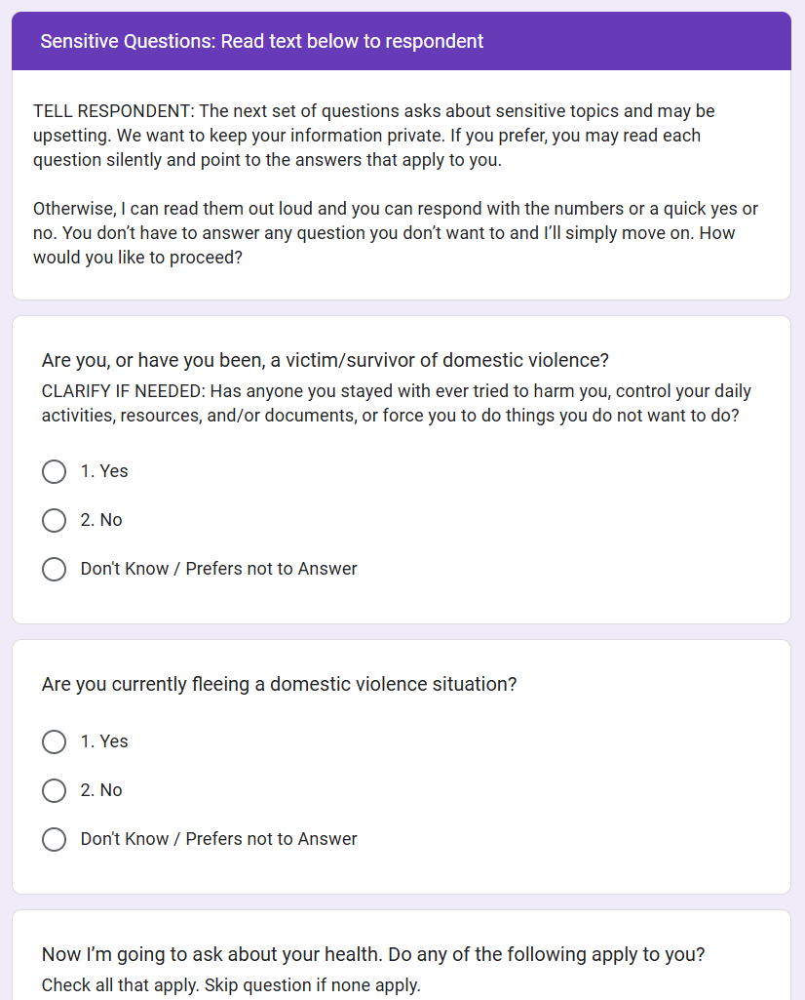 Sensitive Questions: Read text below to respondent
TELL RESPONDENT: The next set of questions asks about sensitive topics and may be
upsetting. We want to keep your information private. If you prefer, you may read each
question silently and point to the answers that apply to you.
Otherwise, I can read them out loud and you can respond with the numbers or a quick yes or
no. You don’t have to answer any question you don’t want to and I’ll simply move on. How
would you like to proceed?
Are you, or have you been, a victim/survivor of domestic violence?
CLARIFY IF NEEDED: Has anyone you stayed with ever tried to harm you, control your daily
activities, resources, and/or documents, or force you to do things you do not want to do?
1. Yes
2. No
Don't Know / Prefers not to Answer
Are you currently fleeing a domestic violence situation?
1. Yes
2. No
Don't Know / Prefers not to Answer
Now I’m going to ask about your health. Do any of the following apply to you?
Check all that apply. Skip question if none apply.